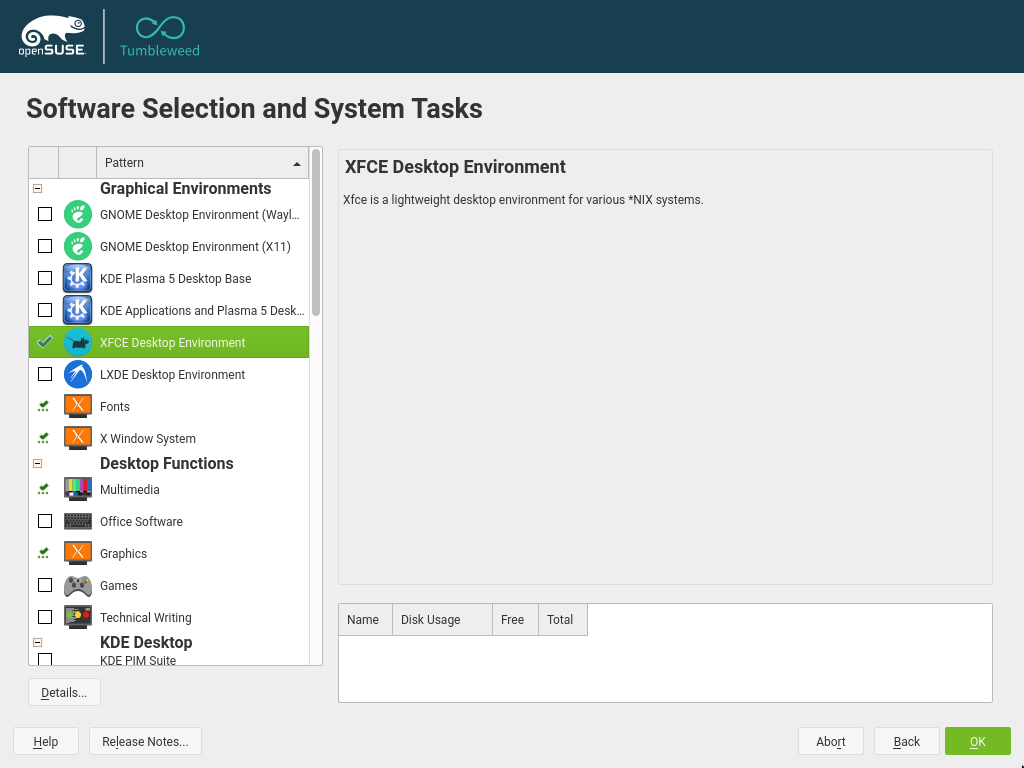 openSUSE.
Tumbleweed
Software Selection and System Tasks
Pattern
Graphical Environments
GNOME Desktop Environment (Wayl...
GNOME Desktop Environment (X11)
KDE Plasma 5 Desktop Base
KDE Applications and Plasma 5 Desk...
XFCE Desktop Environment
LXDE Desktop Environment
Fonts
X Window System
Desktop Functions
Multimedia
Office Software
Graphics
Games
Technical Writing
KDE Desktop
KDE PIM Suite
Details...
XFCE Desktop Environment
Xfce is a lightweight desktop environment for various *NIX systems.
Name Disk Usage Free Total
Help Release Notes... Abort Back OK